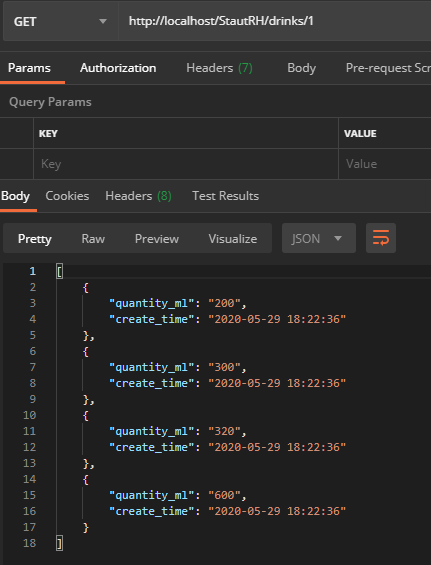 GET http://localhost/StautRH/drinks/1
Params Authorization Headers (7) Body Pre-request Scr
Query Params
KEY VALUE
Key Value
Body Cookies Headers (8) Test Results
Pretty Raw Preview Visualize JSON
1 [
2 {
3 "quantity_ml": "200",
4 "create_time": "2020-05-29 18:22:36"
5 },
6 {
7 "quantity_ml": "300",
8 "create_time": "2020-05-29 18:22:36"
9 },
10 {
11 "quantity_ml": "320",
12 "create_time": "2020-05-29 18:22:36"
13 },
14 {
15 "quantity_ml": "600",
16 "create_time": "2020-05-29 18:22:36"
17 }
18 ]